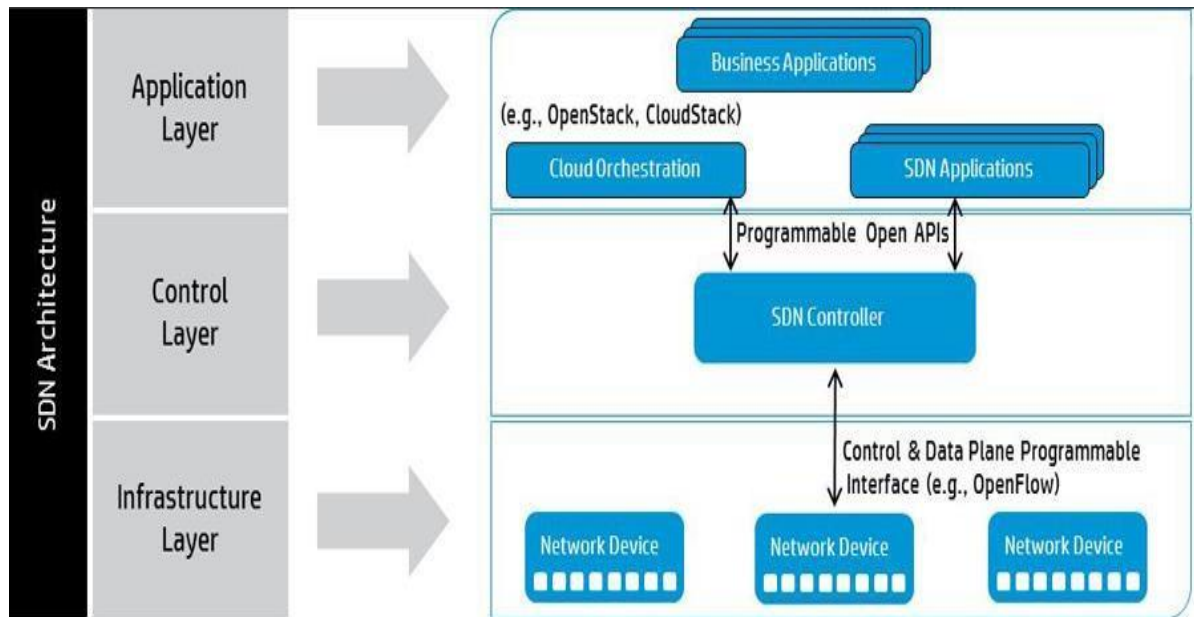 SDN Architecture
Application
Layer
Business Applications
(e.g., OpenStack, CloudStack)
Cloud Orchestration
SDN Applications
Programmable Open APIs
Control
Layer
SDN Controller
Control & Data Plane Programmable
Interface (e.g., OpenFlow)
Infrastructure
Layer
Network Device
Network Device
Network Device